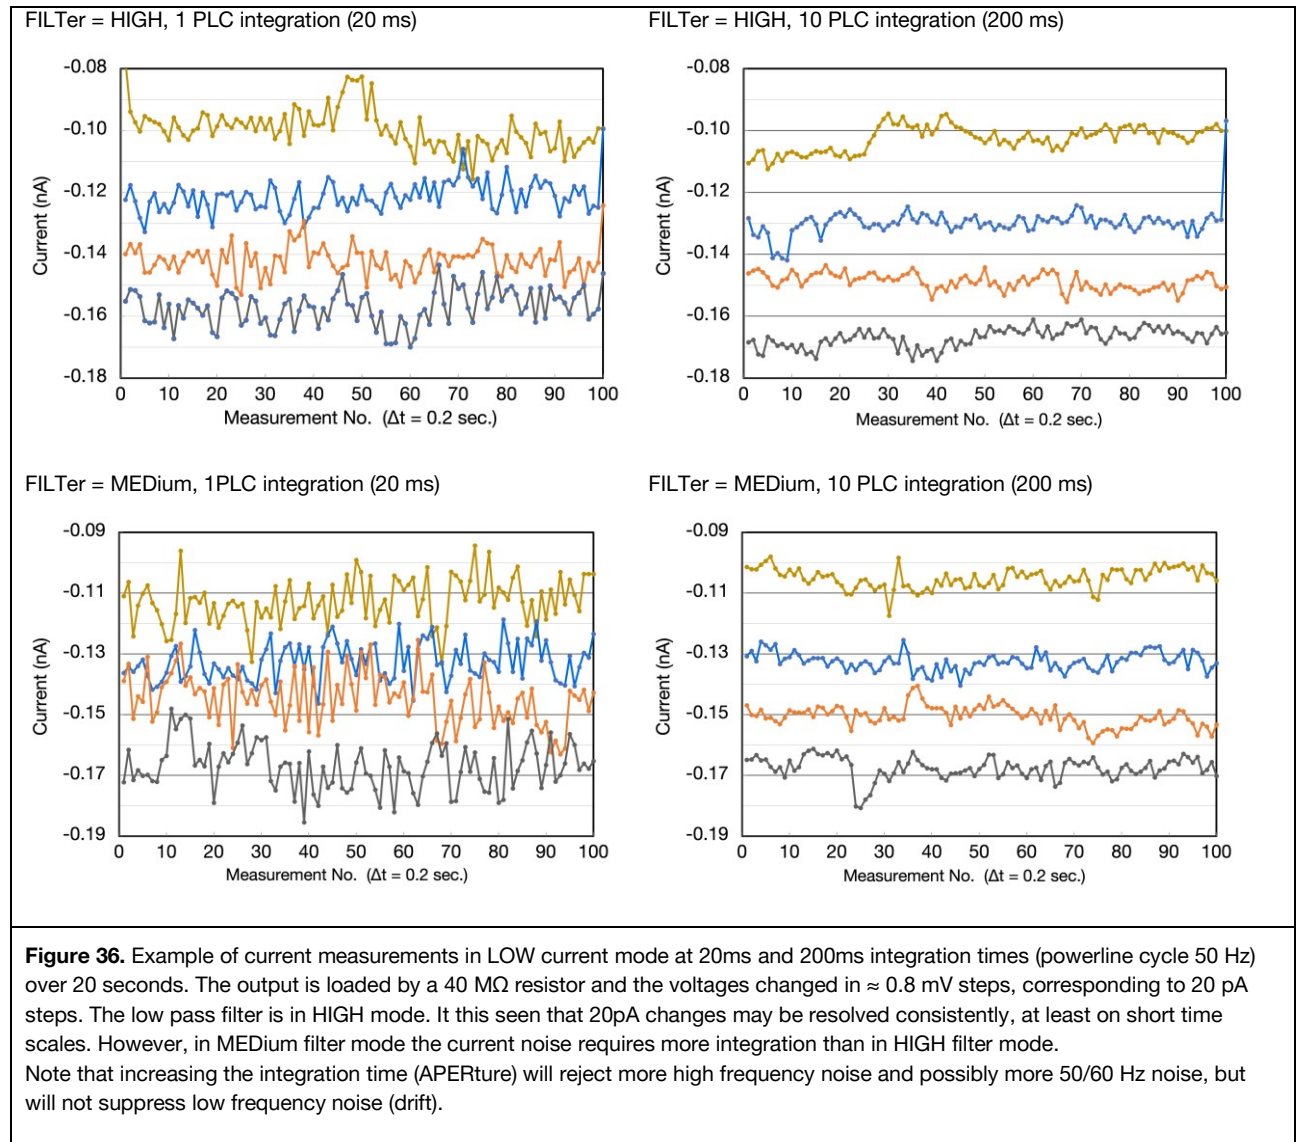 FILTer = HIGH, 1 PLC integration (20 ms)
-0.08
-0.10
-0.12
-0.14
-0.16
-0.18
Current (nA)
0 10 20 30 40 50 60 70 80 90 100
Measurement No. (Δt = 0.2 sec.)
FILTer = HIGH, 10 PLC integration (200 ms)
-0.08
-0.10
-0.12
-0.14
-0.16
-0.18
Current (nA)
0 10 20 30 40 50 60 70 80 90 100
Measurement No. (Δt = 0.2 sec.)
FILTer = MEDium, 1PLC integration (20 ms)
-0.09
-0.11
-0.13
-0.15
-0.17
-0.19
Current (nA)
0 10 20 30 40 50 60 70 80 90 100
Measurement No. (Δt = 0.2 sec.)
FILTer = MEDium, 10 PLC integration (200 ms)
-0.09
-0.11
-0.13
-0.15
-0.17
-0.19
Current (nA)
0 10 20 30 40 50 60 70 80 90 100
Measurement No. (Δt = 0.2 sec.)
Figure 36. Example of current measurements in LOW current mode at 20ms and 200ms integration times (powerline cycle 50 Hz)
over 20 seconds. The output is loaded by a 40 MΩ resistor and the voltages changed in ≈ 0.8 mV steps, corresponding to 20 pA
steps. The low pass filter is in HIGH mode. It this seen that 20pA changes may be resolved consistently, at least on short time
scales. However, in MEDium filter mode the current noise requires more integration than in HIGH filter mode.
Note that increasing the integration time (APERture) will reject more high frequency noise and possibly more 50/60 Hz noise, but
will not suppress low frequency noise (drift).